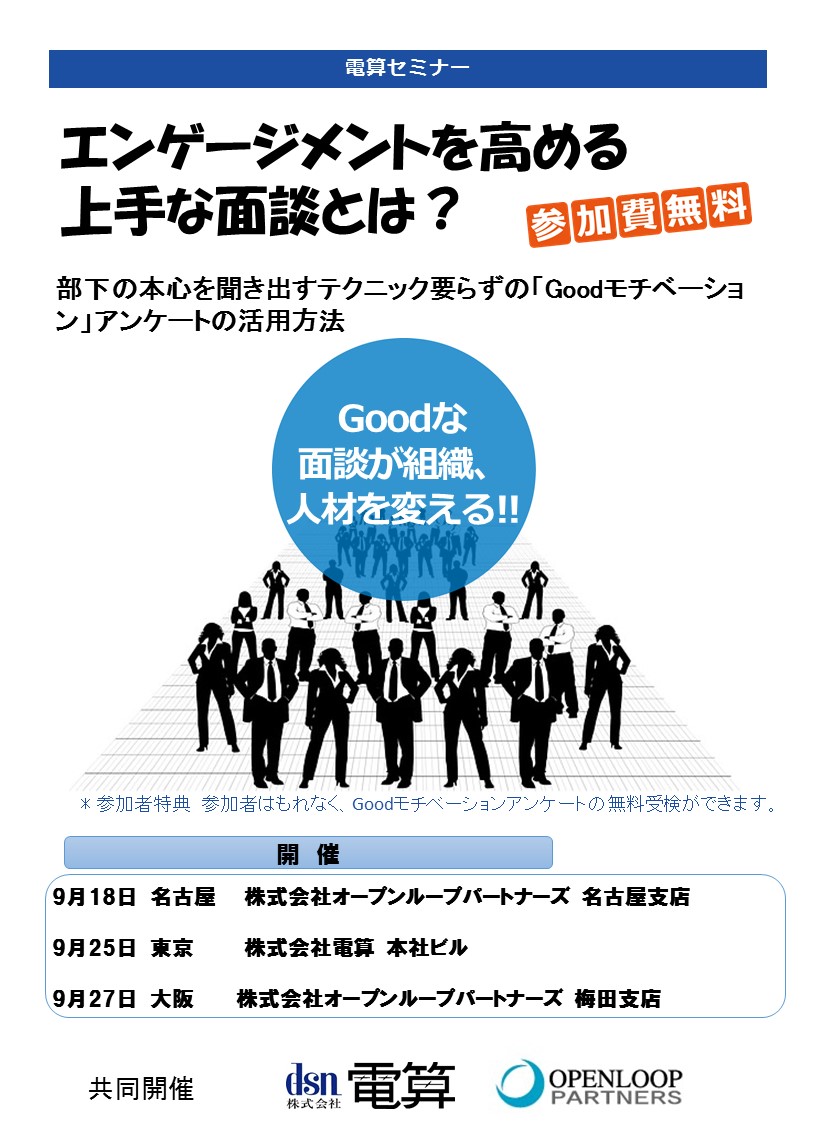 電算セミナー
エンゲージメントを高める
上手な面談とは？
参加費無料
部下の本心を聞き出すテクニック要らずの「Goodモチベーショ
ン」アンケートの活用方法
Goodな
面談が組織、
人材を変える!!
＊参加者特典 参加者はもれなく、Goodモチベーションアンケートの無料受検ができます。
開 催
9月18日 名古屋 株式会社オープンループパートナーズ 名古屋支店
9月25日 東京 株式会社電算 本社ビル
9月27日 大阪 株式会社オープンループパートナーズ 梅田支店
共同開催
dsn
株式会社
電算
OPENLOOP
PARTNERS